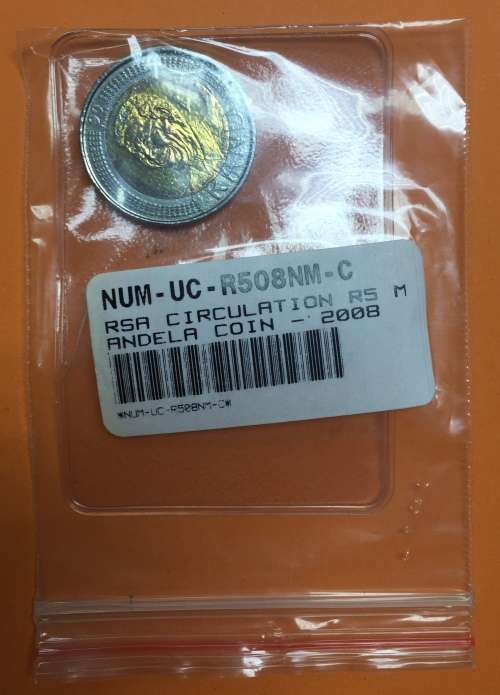 NUM-UC-R508NM-C
RSA CIRCULATION R5 M
ANDELA COIN - 2008
*NUM-UC-R508NM-C*